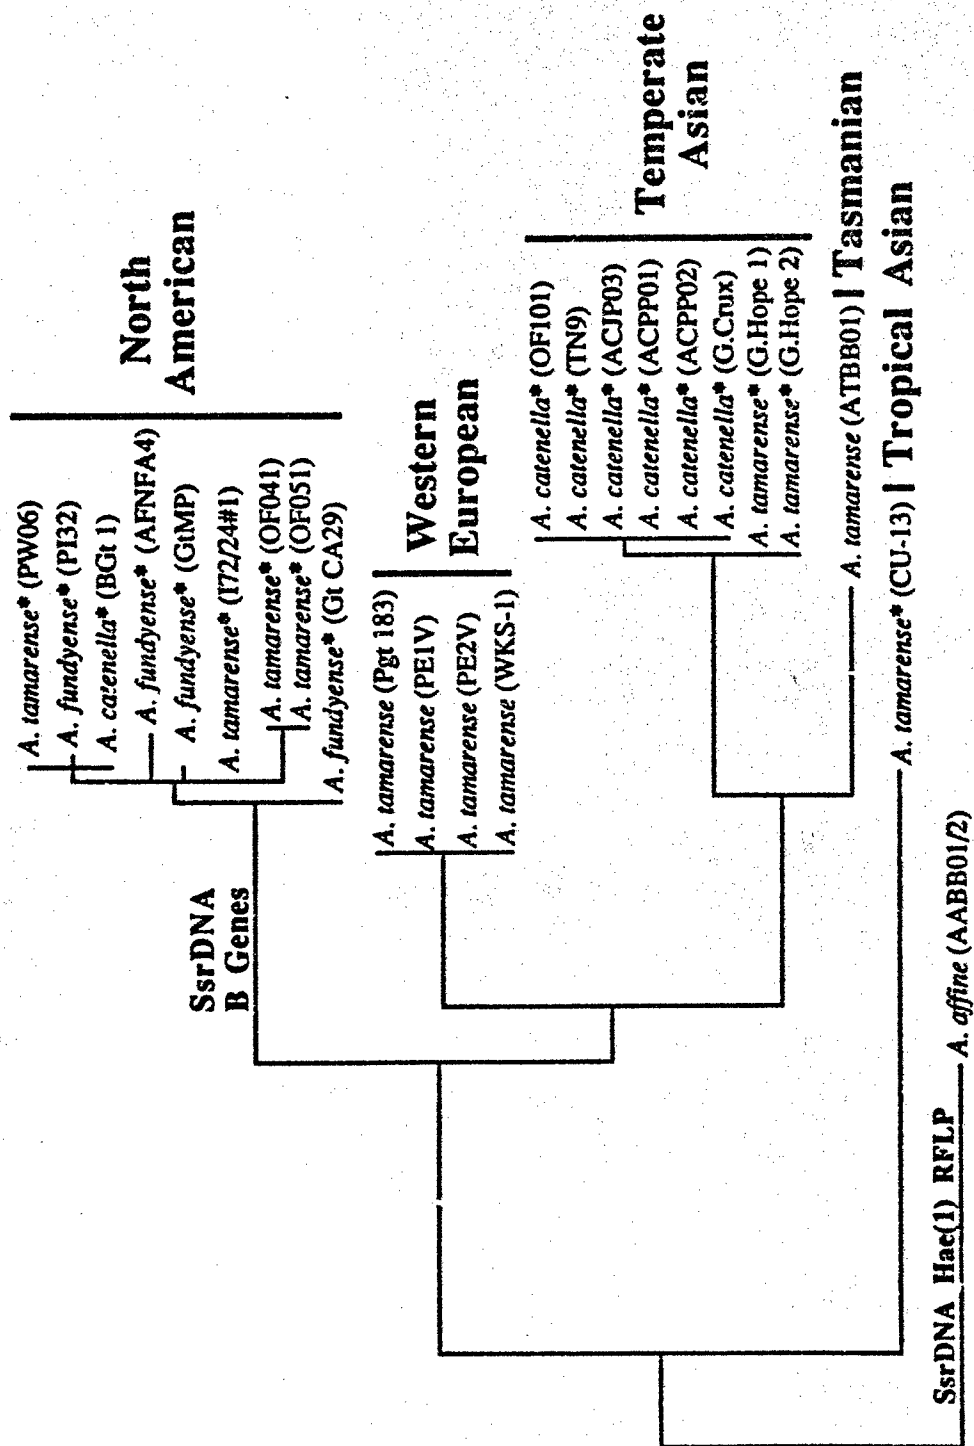 A. tamarense* (PW06)
A. fundyense* (PI32)
A. catenella* (BGt 1)
A. fundyense* (AFNFA4)
A. fundyense* (GtMP)
A. tamarense* (I72/24#1)
A. tamarense* (OF041)
A. tamarense* (OF051)
A. fundyense* (Gt CA29)
North
American
SsrDNA
B Genes
A. tamarense (Pgt 183)
A. tamarense (PE1V)
A. tamarense (PE2V)
A. tamarense (WKS-1)
Western
European
A. catenella* (OF101)
A. catenella* (TN9)
A. catenella* (ACJP03)
A. catenella* (ACPP01)
A. catenella* (ACPP02)
A. catenella* (G.Crux)
A. tamarense* (G.Hope 1)
A. tamarense* (G.Hope 2)
Temperate
Asian
A. tamarense (ATBB01) | Tasmanian
A. tamarense* (CU-13) | Tropical Asian
SsrDNA Hae(1) RFLP
A. affine (AABB01/2)